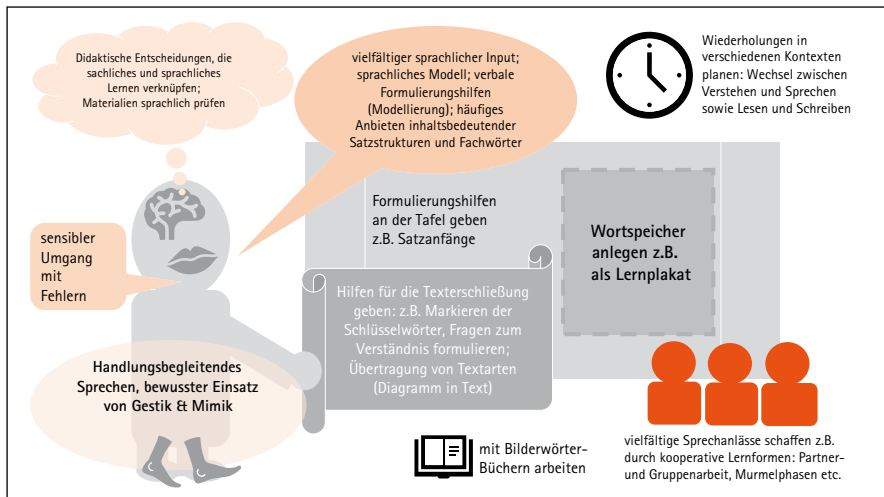 Didaktische Entscheidungen, die
sachliches und sprachliches
Lernen verknüpfen;
Materialien sprachlich prüfen
vielfältiger sprachlicher Input;
sprachliches Modell; verbale
Formulierungshilfen
(Modellierung); häufiges
Anbieten inhaltsbedeutender
Satzstrukturen und Fachwörter
Wiederholungen in
verschiedenen Kontexten
planen: Wechsel zwischen
Verstehen und Sprechen
sowie Lesen und Schreiben
sensibler
Umgang
mit
Fehlern
Formulierungshilfen
an der Tafel geben
z.B. Satzanfänge
Wortspeicher
anlegen z.B.
als Lernplakat
Hilfen für die Texterschließung
geben: z.B. Markieren der
Schlüsselwörter, Fragen zum
Verständnis formulieren;
Übertragung von Textarten
(Diagramm in Text)
Handlungsbegleitendes
Sprechen, bewusster Einsatz
von Gestik & Mimik
mit Bilderwörter-
Büchern arbeiten
vielfältige Sprechanlässe schaffen z.B.
durch kooperative Lernformen: Partner-
und Gruppenarbeit, Murmelphasen etc.